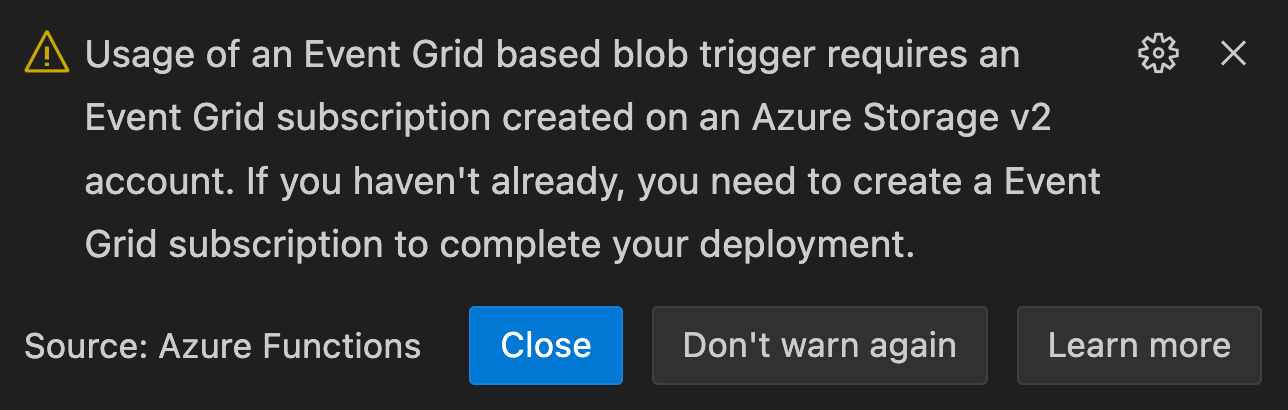 Usage of an Event Grid based blob trigger requires an
Event Grid subscription created on an Azure Storage v2
account. If you haven't already, you need to create a Event
Grid subscription to complete your deployment.
Source: Azure Functions
Close
Don't warn again
Learn more